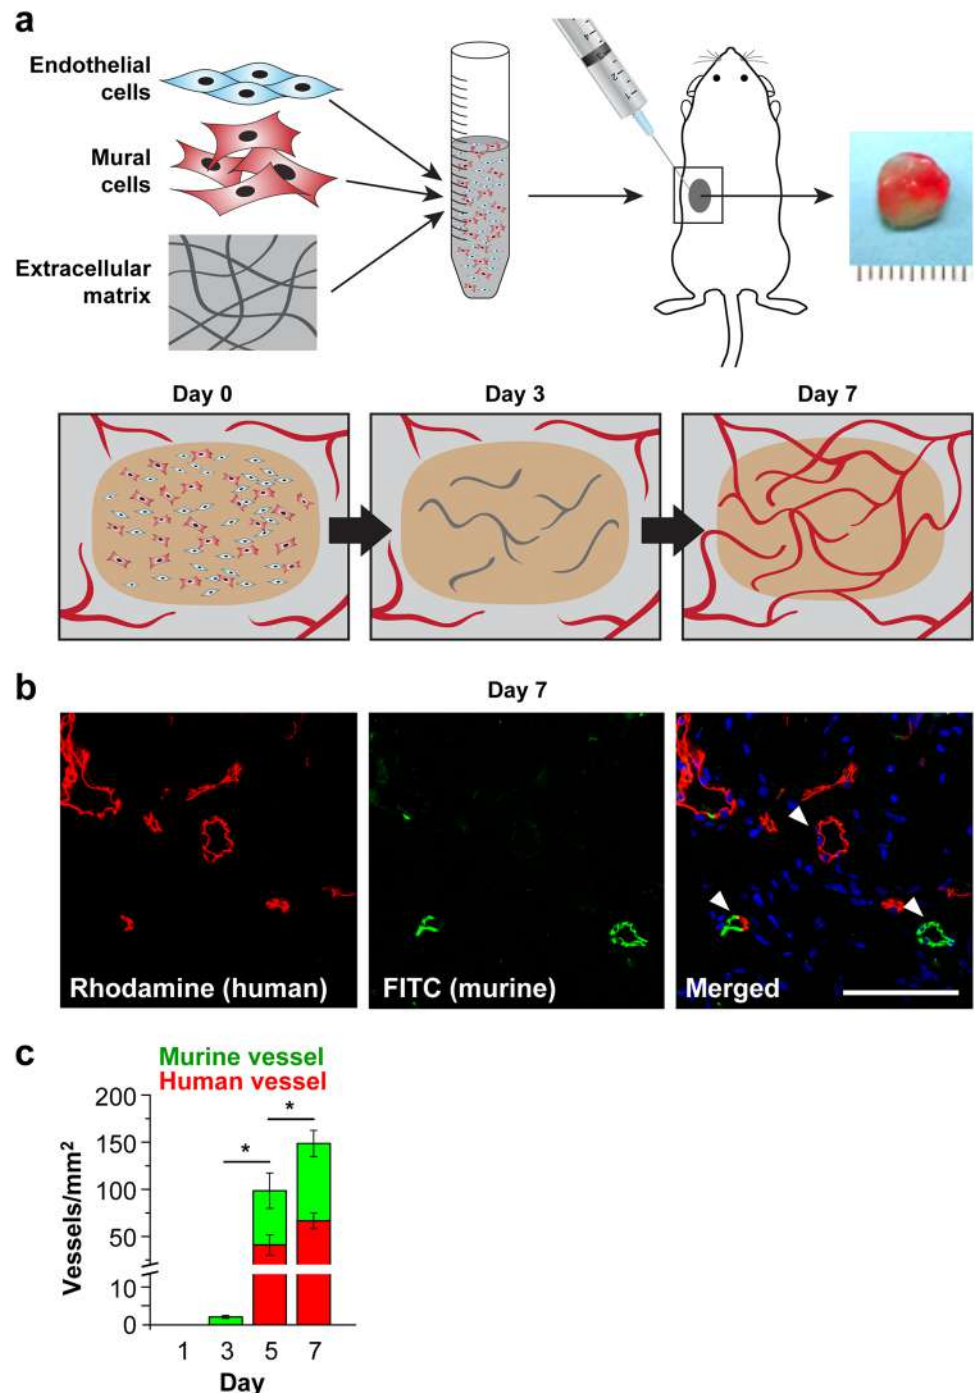 a
Endothelial
cells
Mural
cells
Extracellular
matrix
Day 0
Day 3
Day 7
b
Day 7
Rhodamine (human)
FITC (murine)
Merged
c
Murine vessel
Human vessel
Vessels/mm²
200
150
100
50
10
0
*
*
1 3 5 7
Day